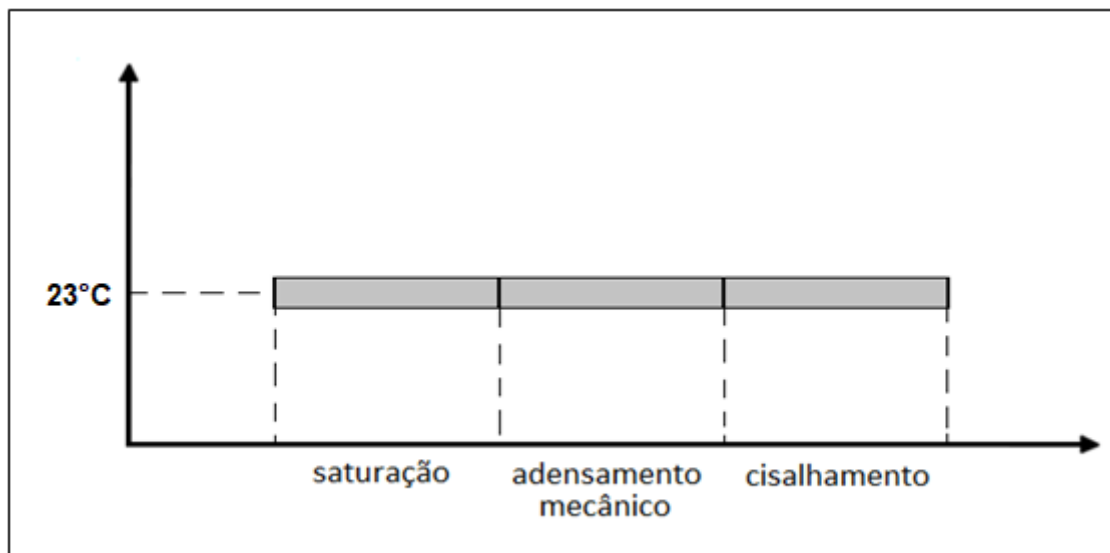 23°C
saturação
adensamento
mecânico
cisalhamento